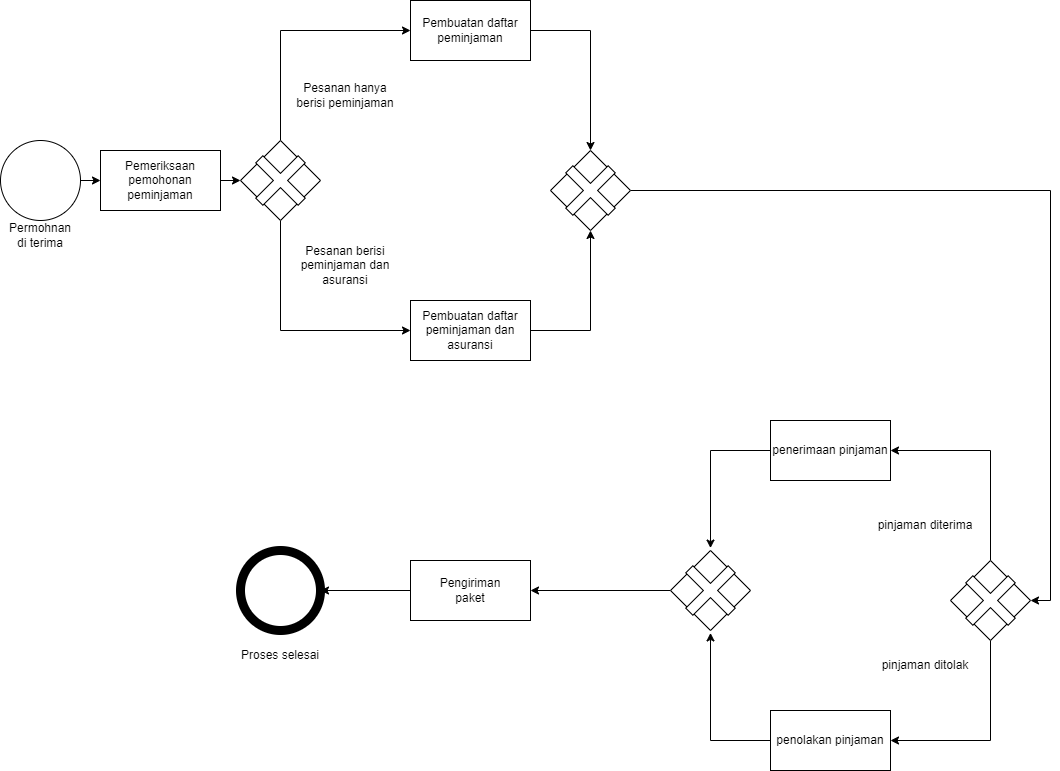 Pembuatan daftar
peminjaman
Pesanan hanya
berisi peminjaman
Pemeriksaan
pemohonan
peminjaman
Permohnan
di terima
Pesanan berisi
peminjaman dan
asuransi
Pembuatan daftar
peminjaman dan
asuransi
penerimaan pinjaman
pinjaman diterima
Pengiriman
paket
Proses selesai
pinjaman ditolak
penolakan pinjaman